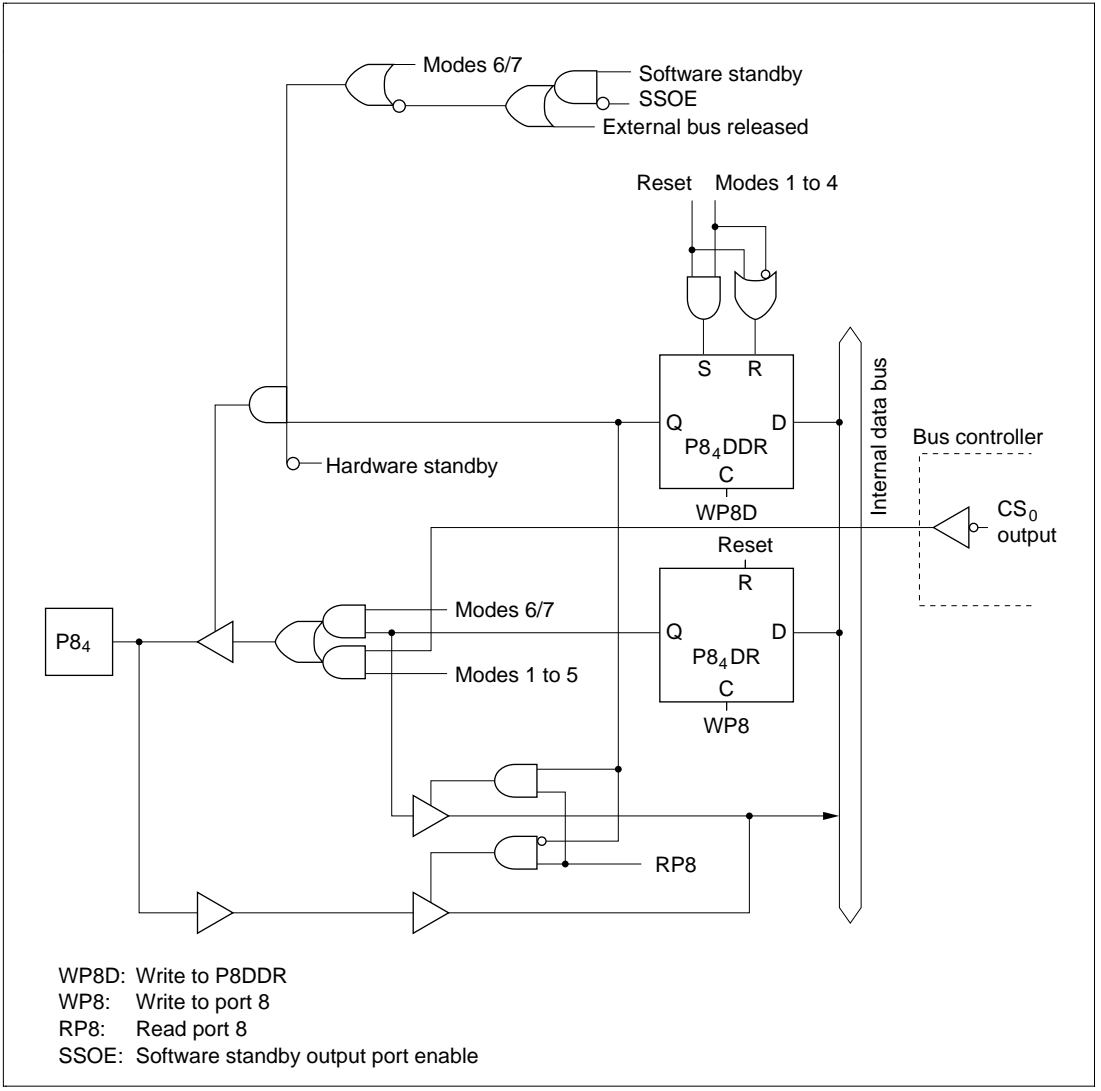 Modes 6/7
Software standby
SSOE
External bus released
Reset Modes 1 to 4
S R
Q D
P8₄DDR
C
WP8D
Hardware standby
Internal data bus
Bus controller
CS₀
output
Reset
R
Modes 6/7
Q D
P8₄DR
C
WP8
P8₄
Modes 1 to 5
RP8
WP8D: Write to P8DDR
WP8: Write to port 8
RP8: Read port 8
SSOE: Software standby output port enable